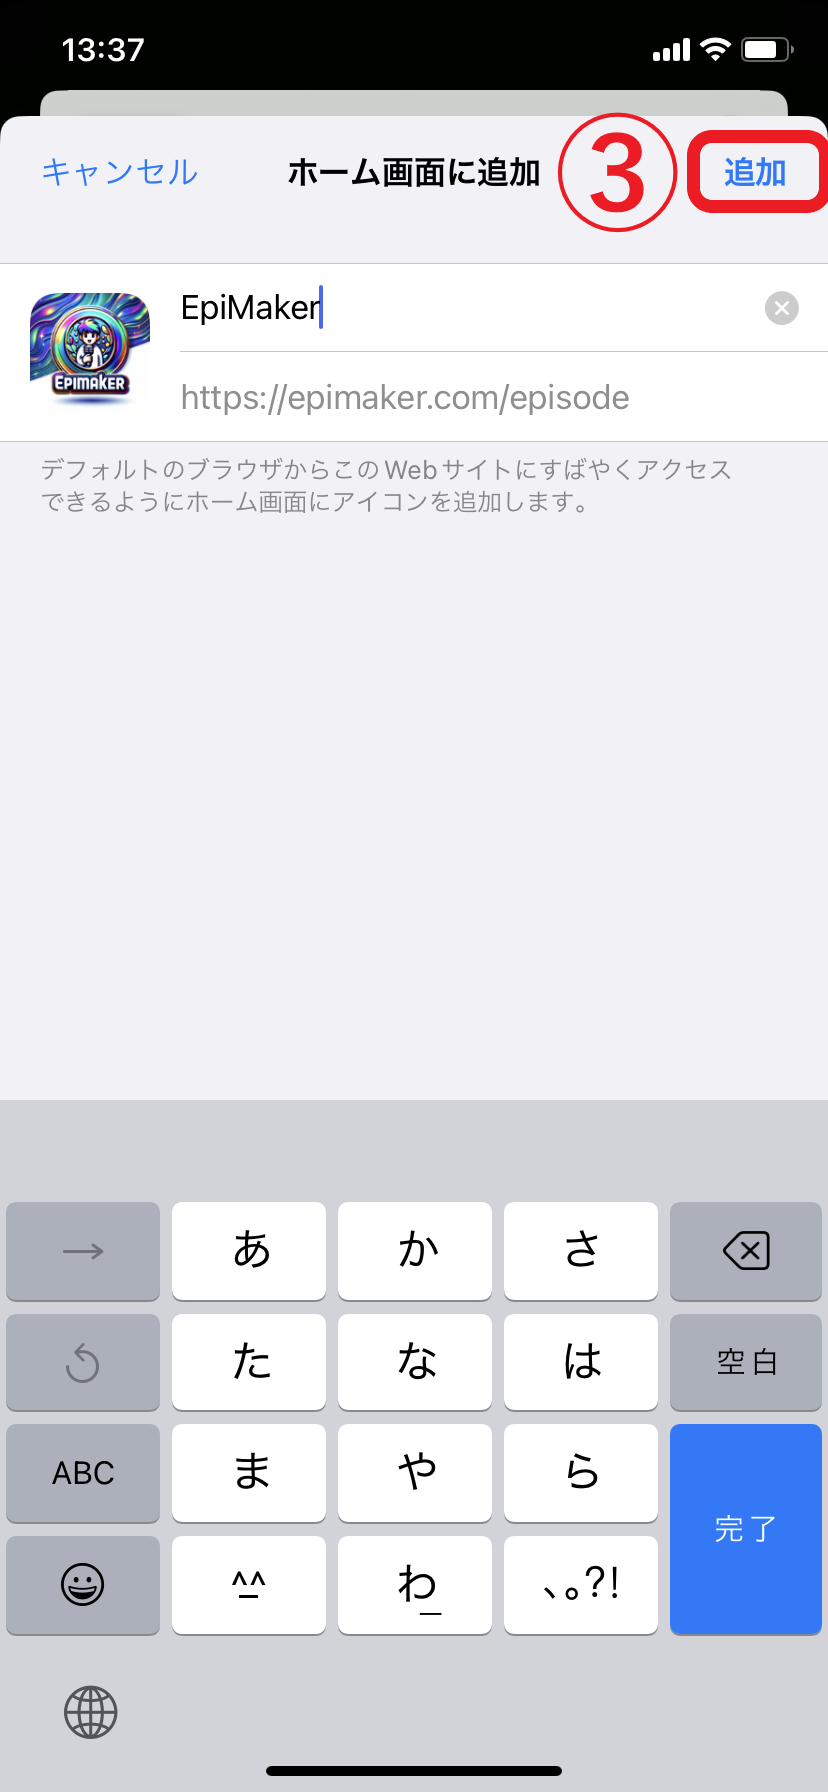 13:37
キャンセル
ホーム画面に追加
③
追加
EpiMaker
EPIMAKER
https://epimaker.com/episode
デフォルトのブラウザからこのWebサイトにすばやくアクセス
できるようにホーム画面にアイコンを追加します。
→ あ か さ
た な は 空白
ABC ま や ら
完了
^_^ わ_ 、。?!